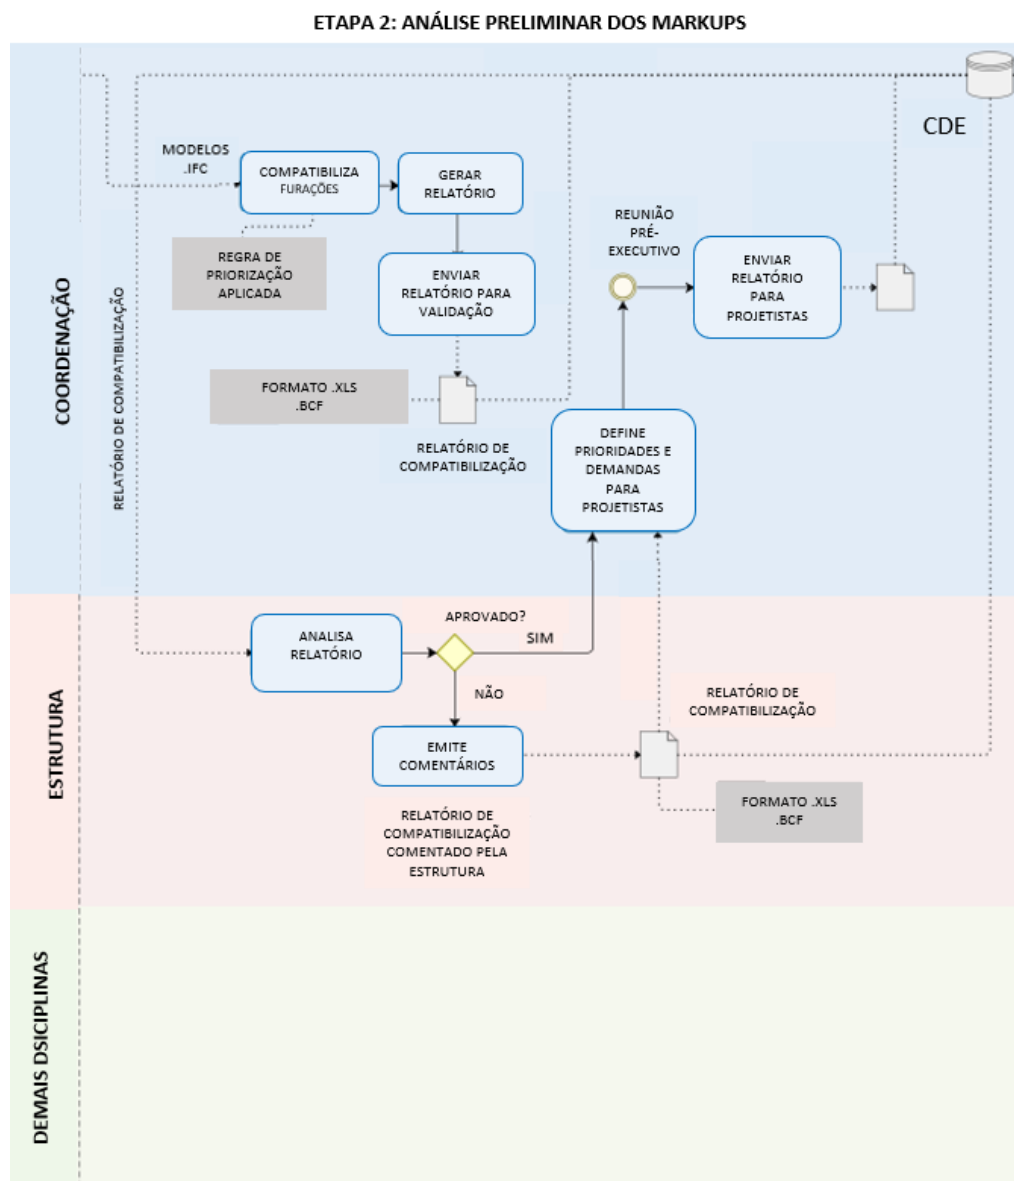 ETAPA 2: ANÁLISE PRELIMINAR DOS MARKUPS
CDE
MODELOS
.IFC
COMPATIBILIZA
FURAÇÕES
GERAR
RELATÓRIO
REGRA DE
PRIORIZAÇÃO
APLICADA
ENVIAR
RELATÓRIO PARA
VALIDAÇÃO
REUNIÃO
PRÉ-
EXECUTIVO
ENVIAR
RELATÓRIO
PARA
PROJETISTAS
COORDENAÇÃO
RELATÓRIO DE COMPATIBILIZAÇÃO
FORMATO .XLS
.BCF
RELATÓRIO DE
COMPATIBILIZAÇÃO
DEFINE
PRIORIDADES E
DEMANDAS
PARA
PROJETISTAS
ESTRUTURA
ANALISA
RELATÓRIO
APROVADO?
SIM
NÃO
EMITE
COMENTÁRIOS
RELATÓRIO DE
COMPATIBILIZAÇÃO
COMENTADO PELA
ESTRUTURA
RELATÓRIO DE
COMPATIBILIZAÇÃO
FORMATO .XLS
.BCF
DEMAIS DSICIPLINAS